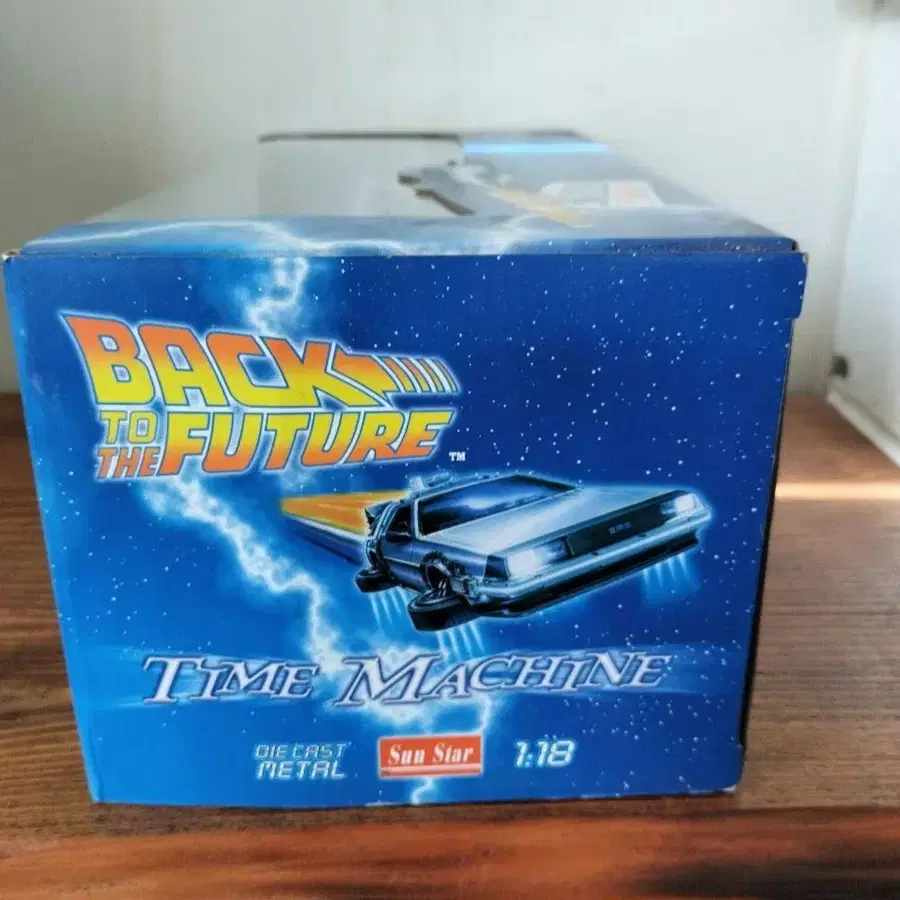 BACK
TO
THE FUTURE ™
TIME MACHINE
DIE CAST
METAL
Sun Star
1:18